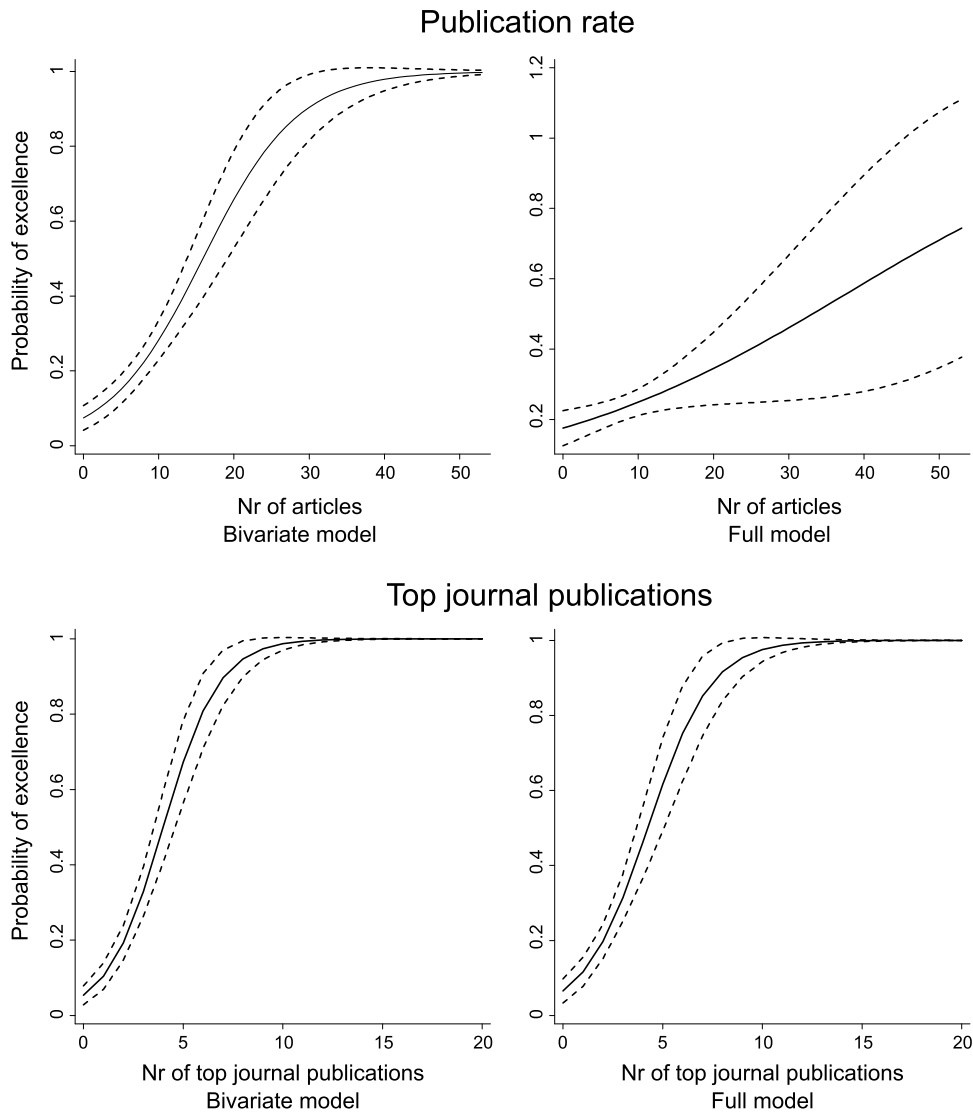 Publication rate
Probability of excellence
0 0.2 0.4 0.6 0.8 1
0 10 20 30 40 50
Nr of articles
Bivariate model
0.2 0.4 0.6 0.8 1 1.2
0 10 20 30 40 50
Nr of articles
Full model
Top journal publications
Probability of excellence
0 0.2 0.4 0.6 0.8 1
0 5 10 15 20
Nr of top journal publications
Bivariate model
0 0.2 0.4 0.6 0.8 1
0 5 10 15 20
Nr of top journal publications
Full model